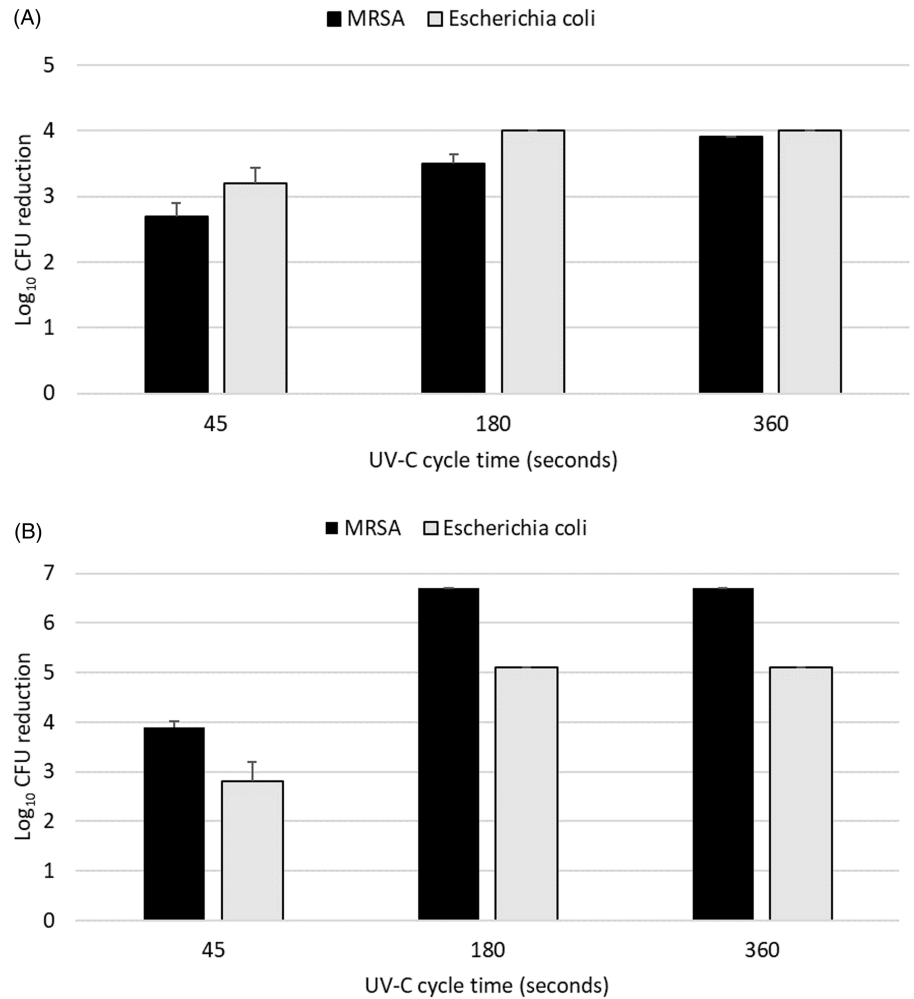 (A)
MRSA Escherichia coli
5
4
3
2
1
0
Log₁₀ CFU reduction
45 180 360
UV-C cycle time (seconds)
(B)
MRSA Escherichia coli
7
6
5
4
3
2
1
0
Log₁₀ CFU reduction
45 180 360
UV-C cycle time (seconds)